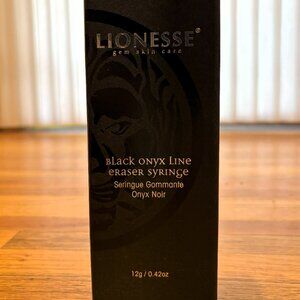 LIONESSE®
gem skin care
BLACK ONYX LINE
ERASER SYRINGE
Seringue Gommante
Onyx Noir
12g / 0.42oz